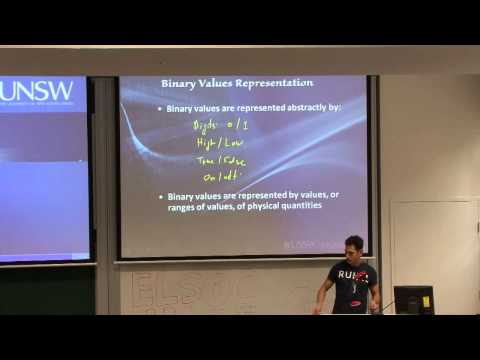 UNSW
Binary Values Representation
• Binary values are represented abstractly by:
Digits 0/1
High/Low
True/False
On/off
• Binary values are represented by values, or
ranges of values, of physical quantities
ELSOC